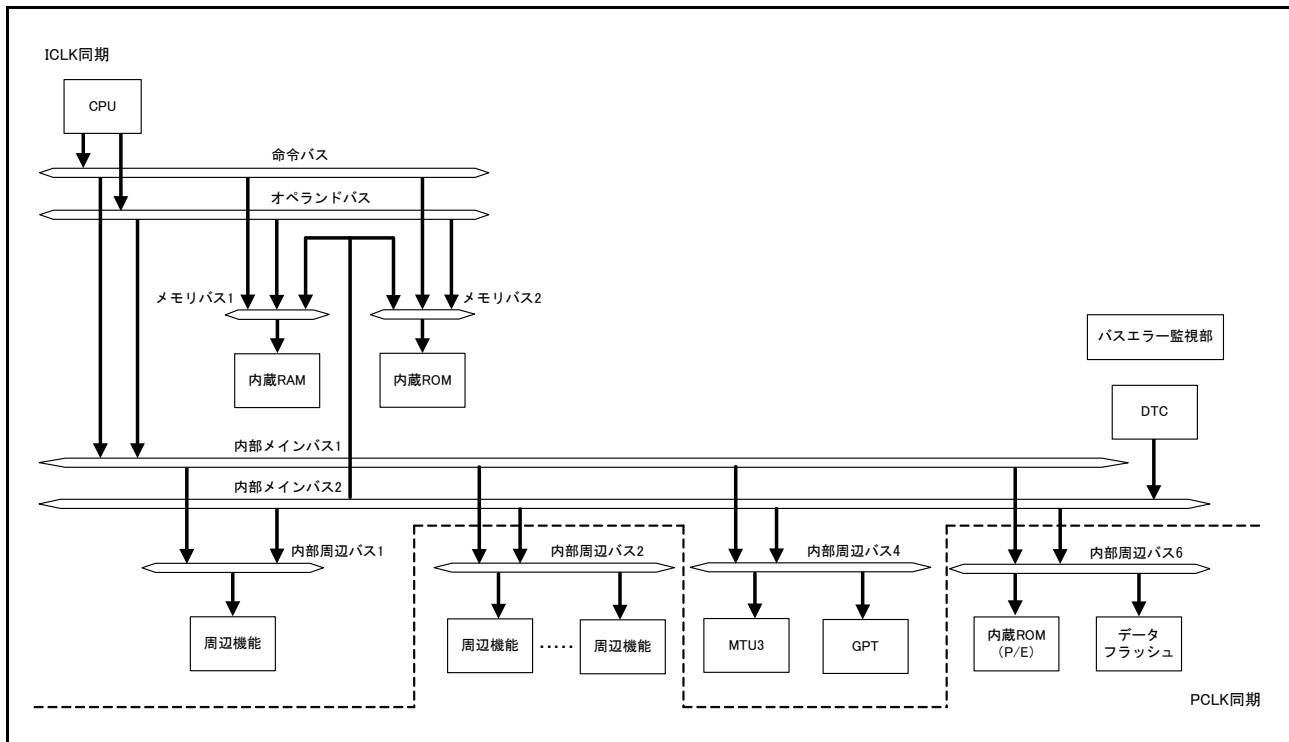 ICLK同期
CPU
命令バス
オペランドバス
メモリバス1
メモリバス2
バスエラー監視部
内蔵RAM
内蔵ROM
DTC
内部メインバス1
内部メインバス2
内部周辺バス1
内部周辺バス2
内部周辺バス4
内部周辺バス6
周辺機能
周辺機能
.....
周辺機能
MTU3
GPT
内蔵ROM
(P/E)
データ
フラッシュ
PCLK同期